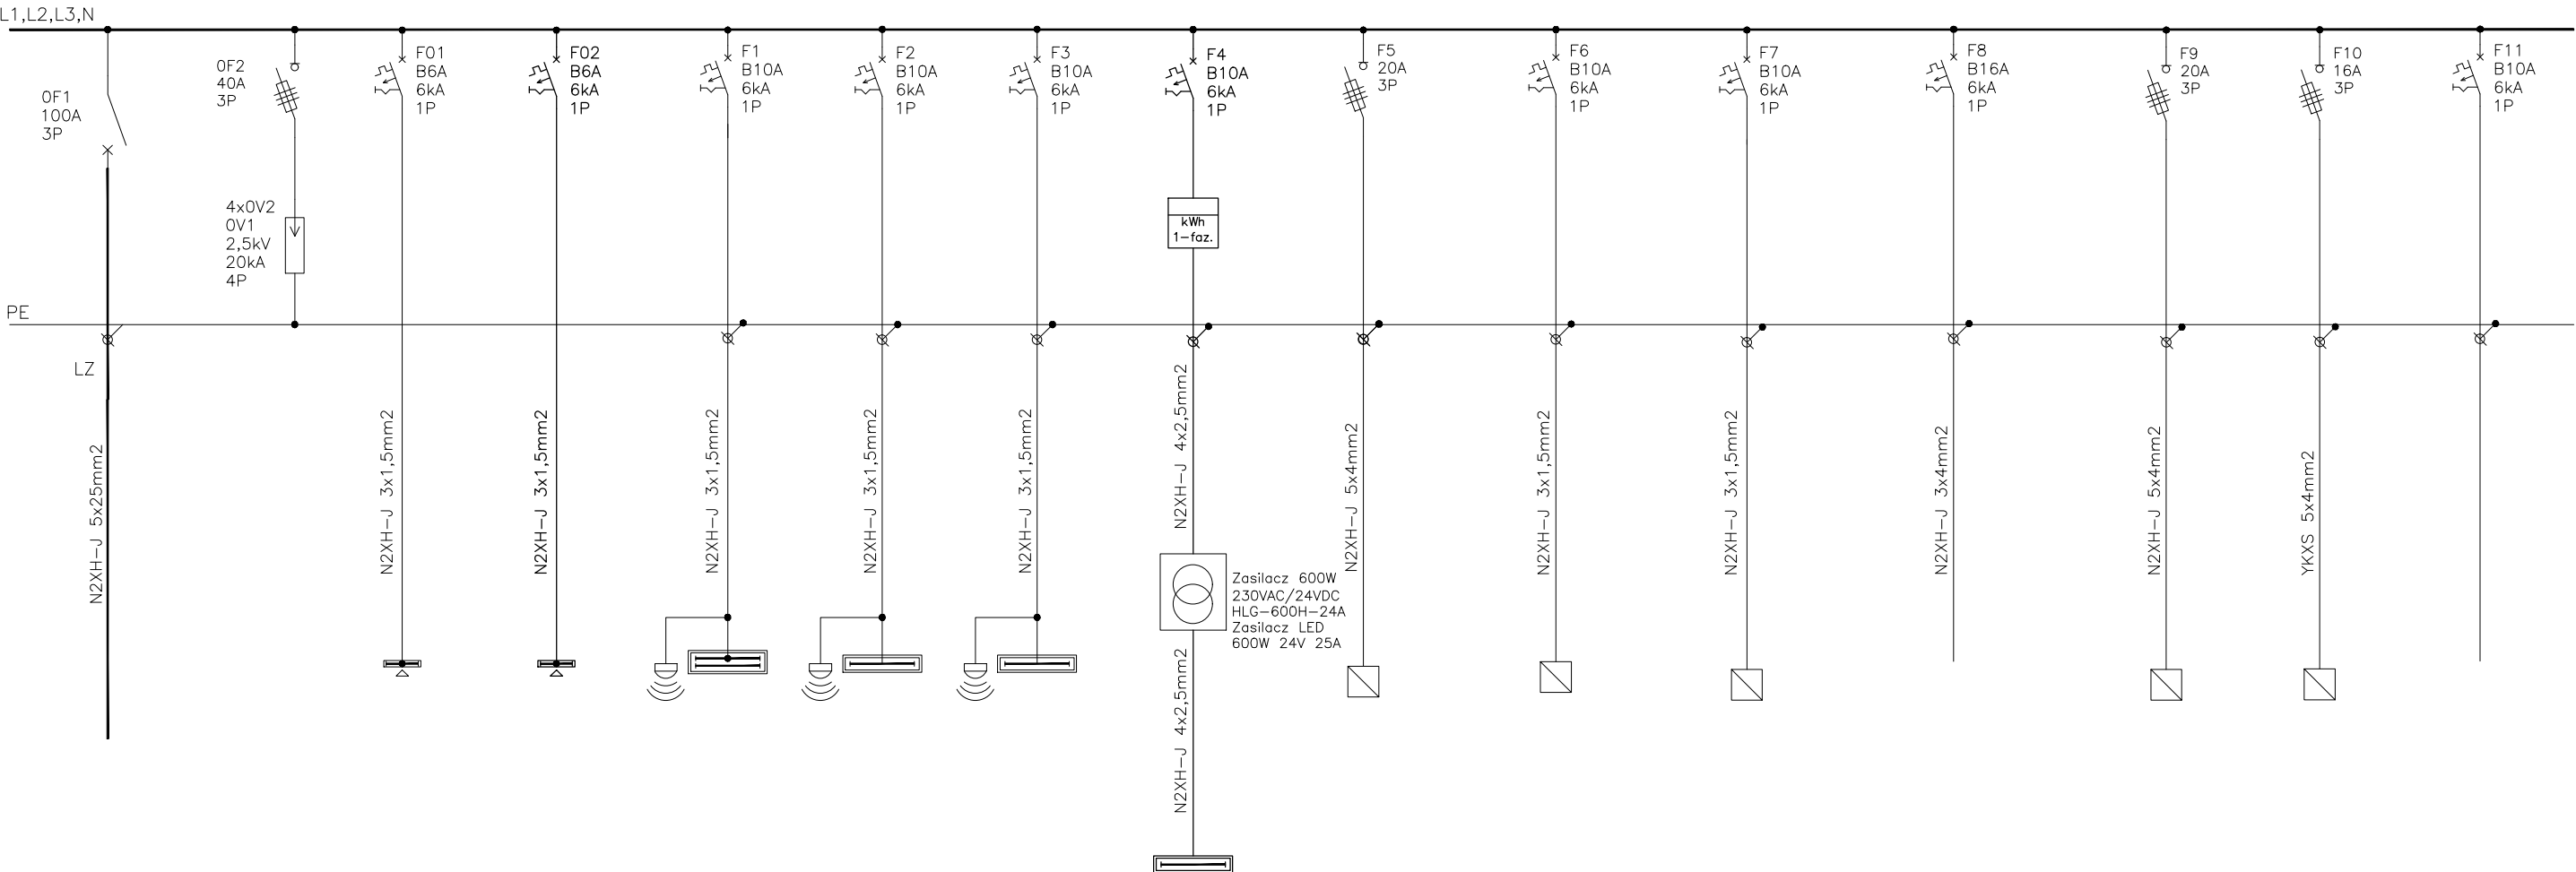 L1,L2,L3,N
0F1
100A
3P
0F2
40A
3P
F01
B6A
6kA
1P
F02
B6A
6kA
1P
F1
B10A
6kA
1P
F2
B10A
6kA
1P
F3
B10A
6kA
1P
F4
B10A
6kA
1P
F5
20A
3P
F6
B10A
6kA
1P
F7
B10A
6kA
1P
F8
B16A
6kA
1P
F9
20A
3P
F10
16A
3P
F11
B10A
6kA
1P
4x0V2
0V1
2,5kV
20kA
4P
kWh
1-faz.
PE
LZ
N2XH-J 5x25mm2
N2XH-J 3x1,5mm2
N2XH-J 3x1,5mm2
N2XH-J 3x1,5mm2
N2XH-J 3x1,5mm2
N2XH-J 3x1,5mm2
N2XH-J 4x2,5mm2
N2XH-J 5x4mm2
N2XH-J 3x1,5mm2
N2XH-J 3x1,5mm2
N2XH-J 3x4mm2
N2XH-J 5x4mm2
YKXS 5x4mm2
Zasilacz 600W
230VAC/24VDC
HLG-600H-24A
Zasilacz LED
600W 24V 25A
N2XH-J 4x2,5mm2